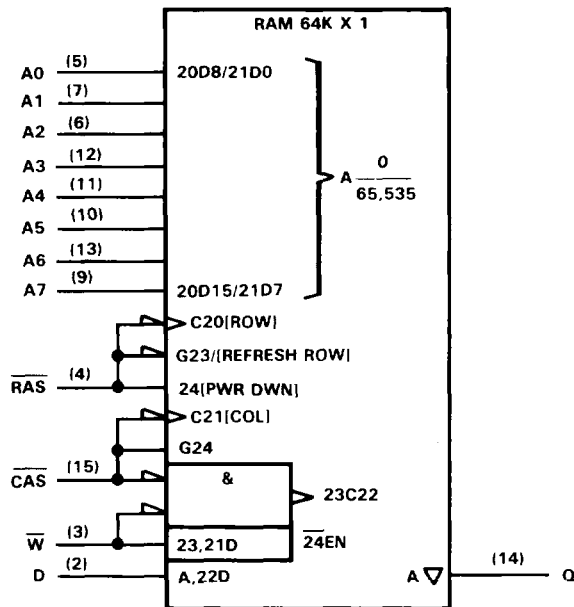 RAM 64K X 1
A0 (5) 20D8/21D0
A1 (7)
A2 (6)
A3 (12)
A4 (11)
A5 (10)
A6 (13)
A7 (9) 20D15/21D7
A 0
65,535
C20[ROW]
G23/[REFRESH ROW]
RAS (4) 24[PWR DWN]
C21[COL]
G24
CAS (15) & 23C22
W (3) 23,21D 24EN
D (2) A,22D A ▽ (14) Q